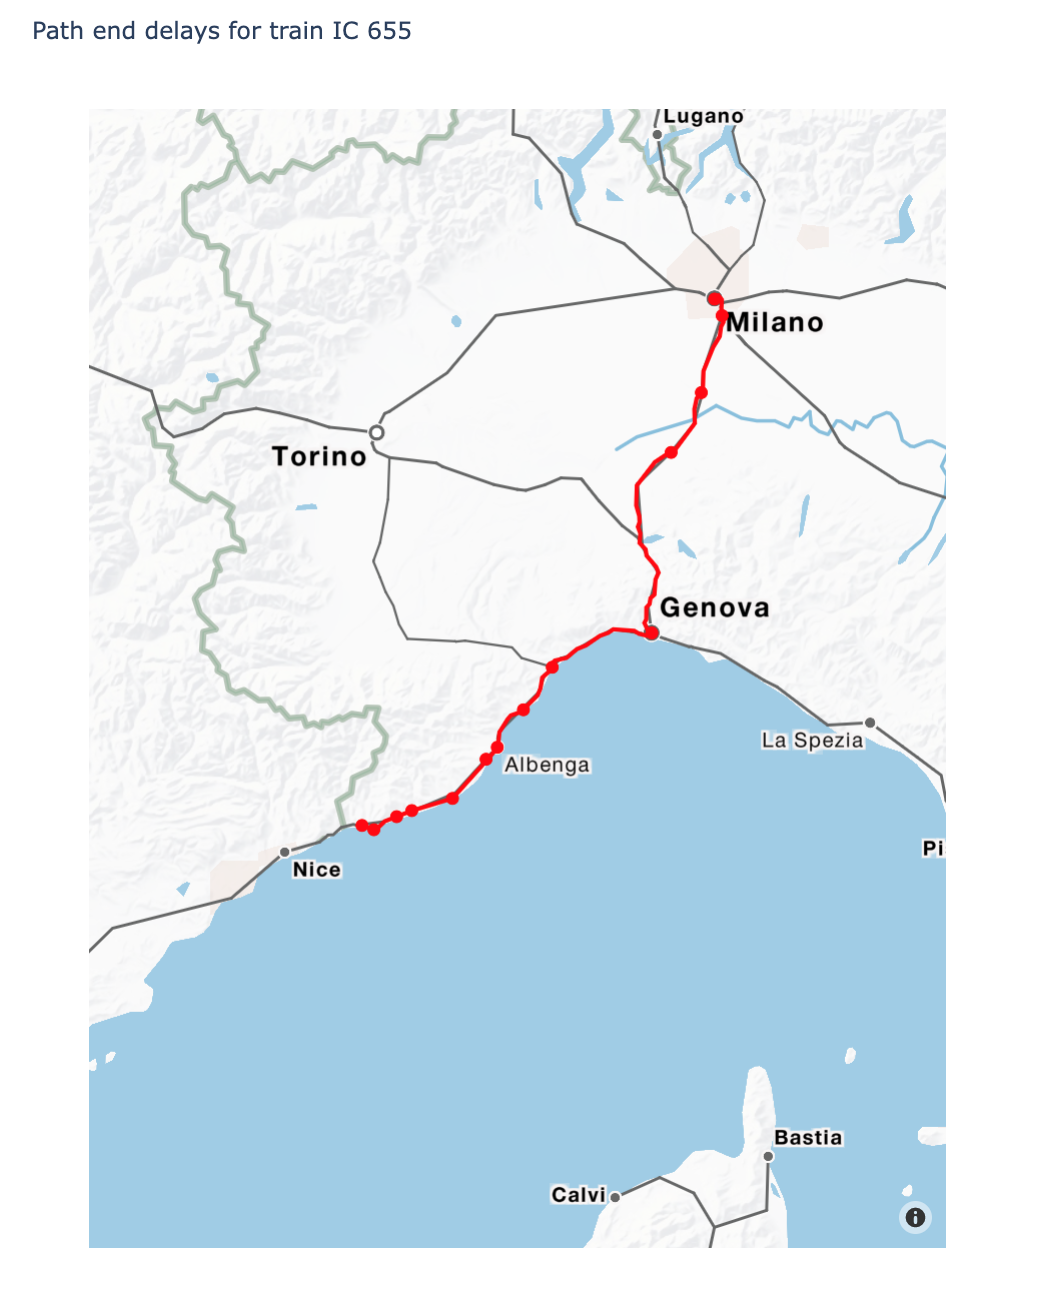 Path end delays for train IC 655
Lugano
Milano
Torino
Genova
La Spezia
Albenga
Pi
Nice
Bastia
Calvi